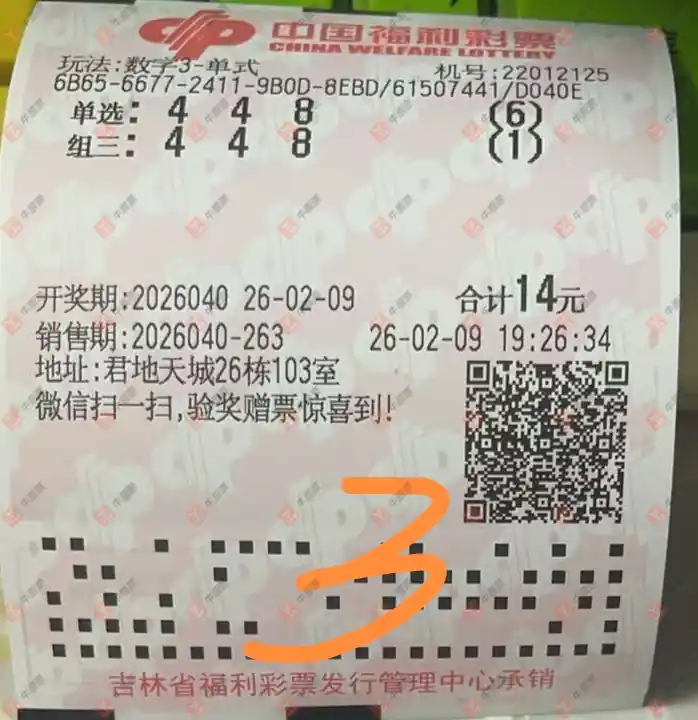 中国福利彩票
CHINA WELFARE LOTTERY
玩法:数字3-单式 机号:22012125
6B65-6677-2411-9B0D-8EBD/61507441/D040E
单选: 4 4 8 (6)
组三: 4 4 8 (1)
开奖期:2026040 26-02-09 合计14元
销售期:2026040-263 26-02-09 19:26:34
地址:君地天城26栋103室
微信扫一扫,验奖赠票惊喜到!
3
吉林省福利彩票发行管理中心承销